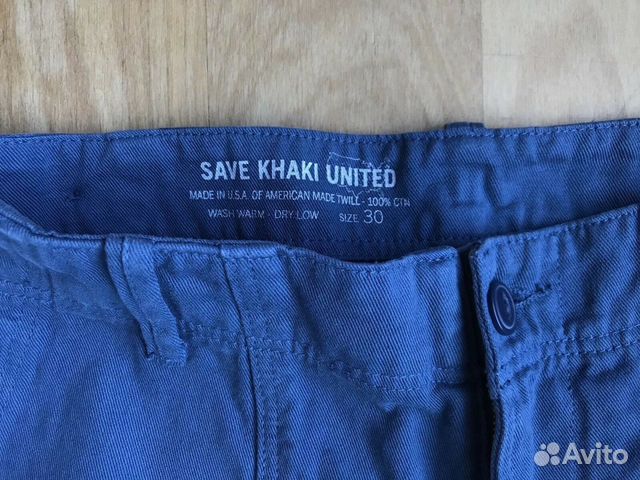 SAVE KHAKI UNITED
MADE IN U.S.A. OF AMERICAN MADE TWILL - 100% CTN
WASH WARM - DRY LOW SIZE 30
Avito